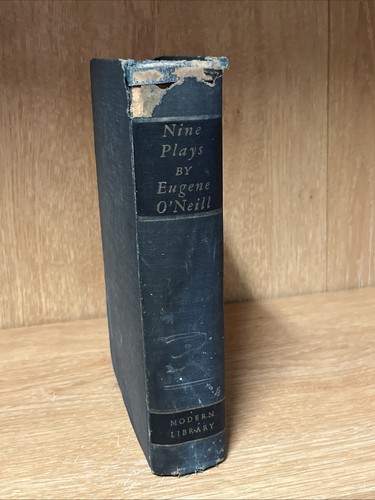 Nine
Plays
BY
Eugene
O'Neill
MODERN
LIBRARY